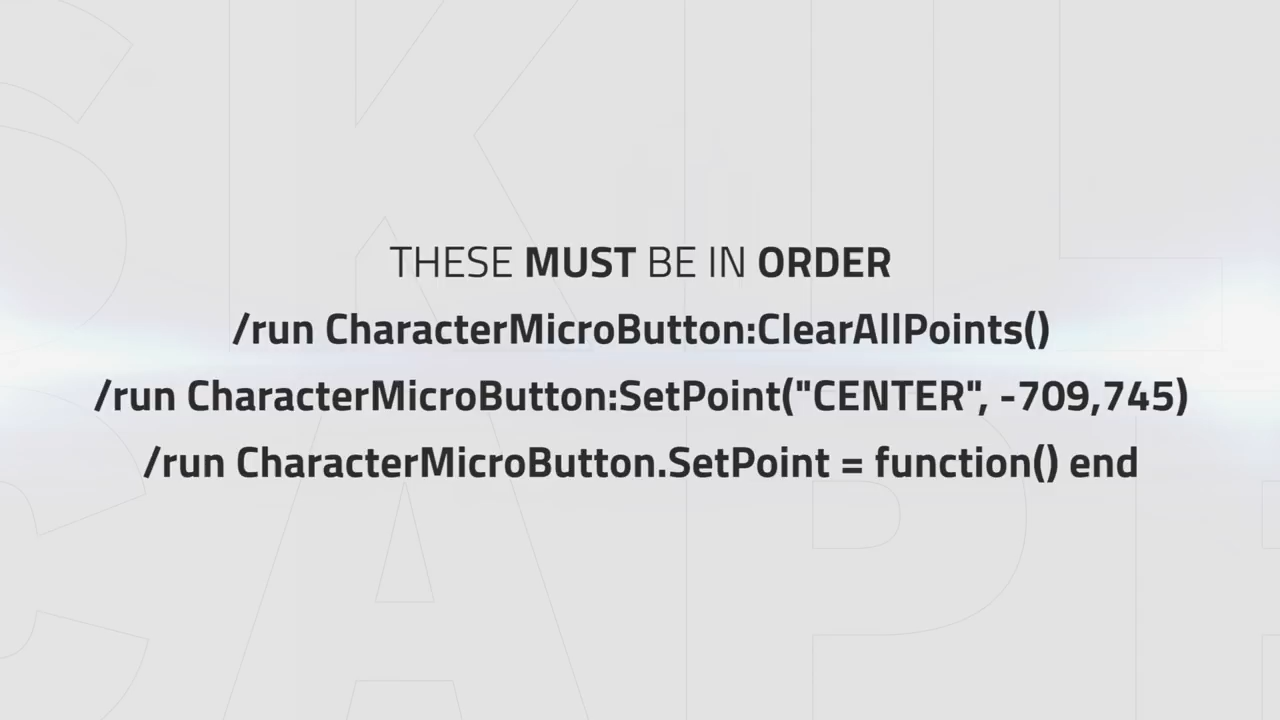 THESE MUST BE IN ORDER
/run CharacterMicroButton:ClearAllPoints()
/run CharacterMicroButton:SetPoint("CENTER", -709,745)
/run CharacterMicroButton.SetPoint = function() end